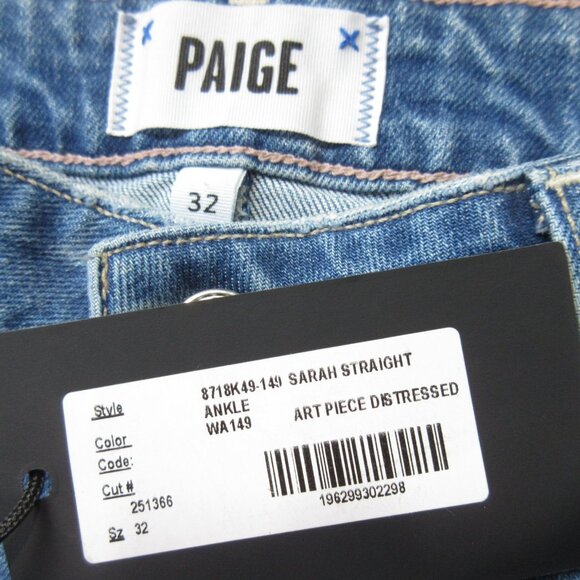 PAIGE
32
Style 8718K49-149 SARAH STRAIGHT
ANKLE
Color WA149 ART PIECE DISTRESSED
Code:
Cut #
251366
Sz 32
196299302298